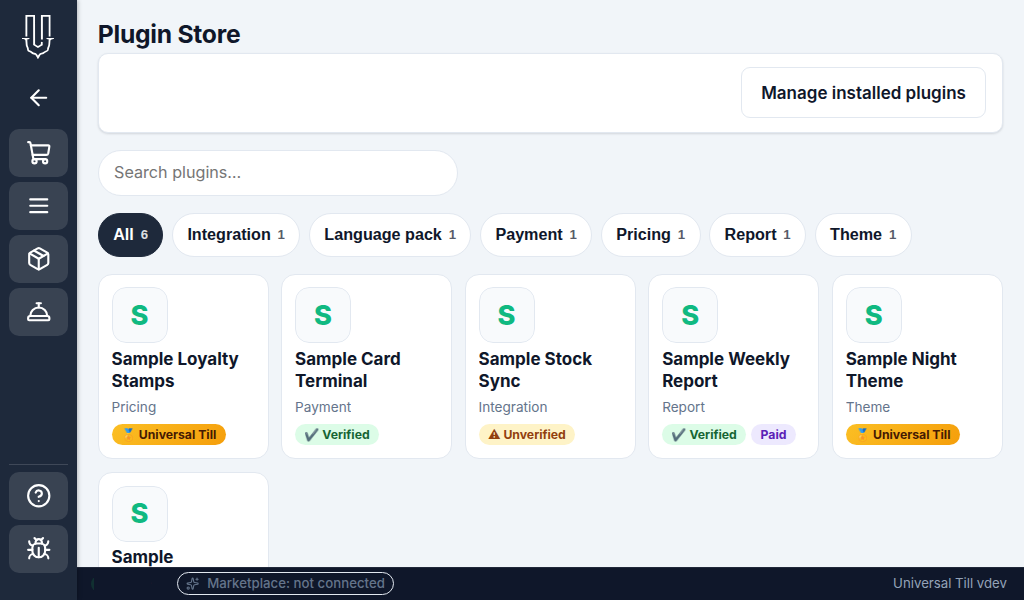 Plugin Store
Manage installed plugins
Search plugins...
All 6 Integration 1 Language pack 1 Payment 1 Pricing 1 Report 1 Theme 1
S S S S S
Sample Loyalty Stamps
Pricing
Universal Till
Sample Card Terminal
Payment
Verified
Sample Stock Sync
Integration
Unverified
Sample Weekly Report
Report
Verified Paid
Sample Night Theme
Theme
Universal Till
S
Sample
Marketplace: not connected
Universal Till vdev